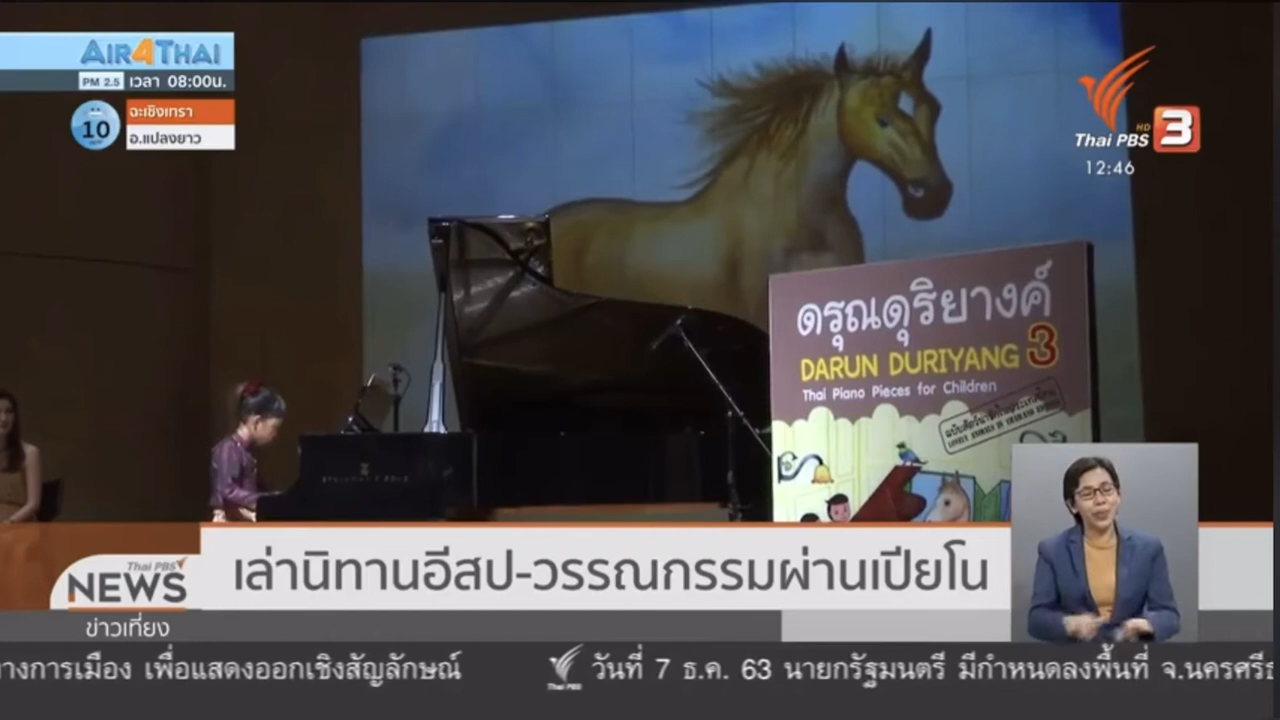 AIR4THAI
PM 2.5 เวลา 08:00น.
10
ฉะเชิงเทรา
อ.แปลงยาว
HD
Thai PBS 3
12:46
ดรุณดุริยางค์
DARUN DURIYANG 3
Thai Piano Pieces for Children
STEINWAY & SONS
Thai PBS
NEWS
ข่าวเที่ยง
เล่านิทานอีสป-วรรณกรรมผ่านเปียโน
างการเมือง เพื่อแสดงออกเชิงสัญลักษณ์
Thai PBS
วันที่ 7 ธ.ค. 63 นายกรัฐมนตรี มีกำหนดลงพื้นที่ จ.นครศรีธ